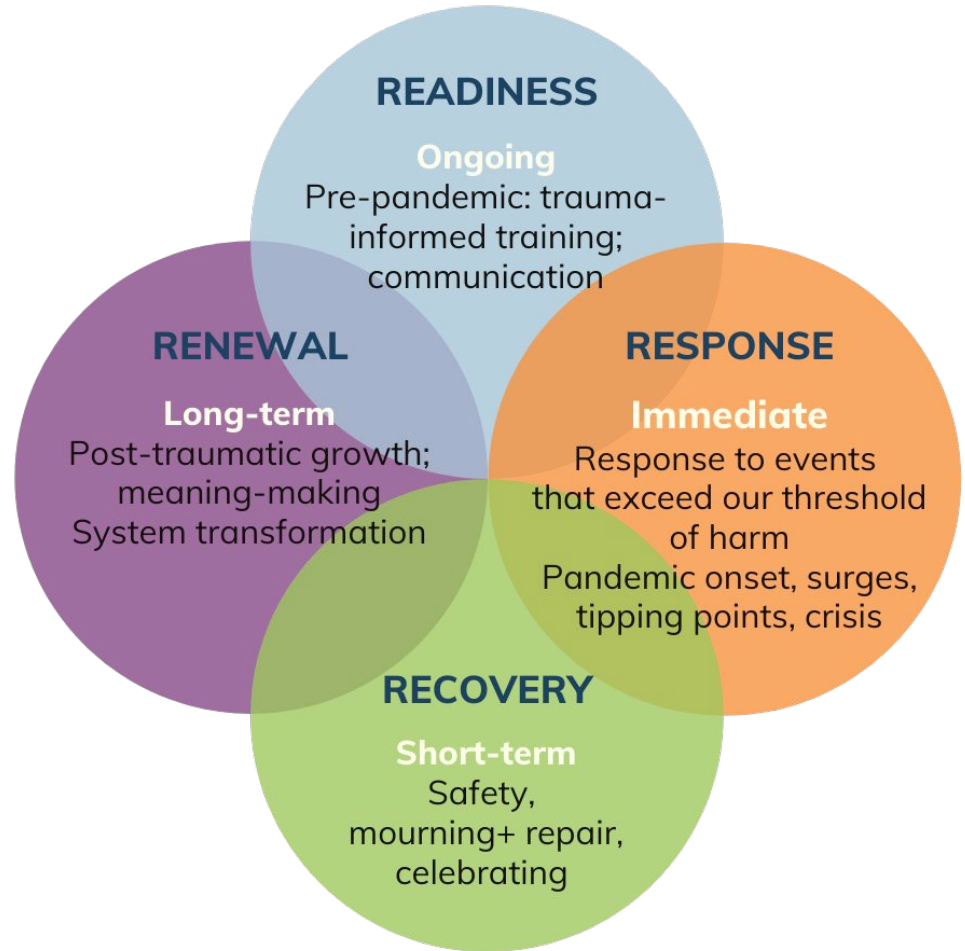 READINESS
Ongoing
Pre-pandemic: trauma-
informed training;
communication
RENEWAL
Long-term
Post-traumatic growth;
meaning-making
System transformation
RESPONSE
Immediate
Response to events
that exceed our threshold
of harm
Pandemic onset, surges,
tipping points, crisis
RECOVERY
Short-term
Safety,
mourning+ repair,
celebrating